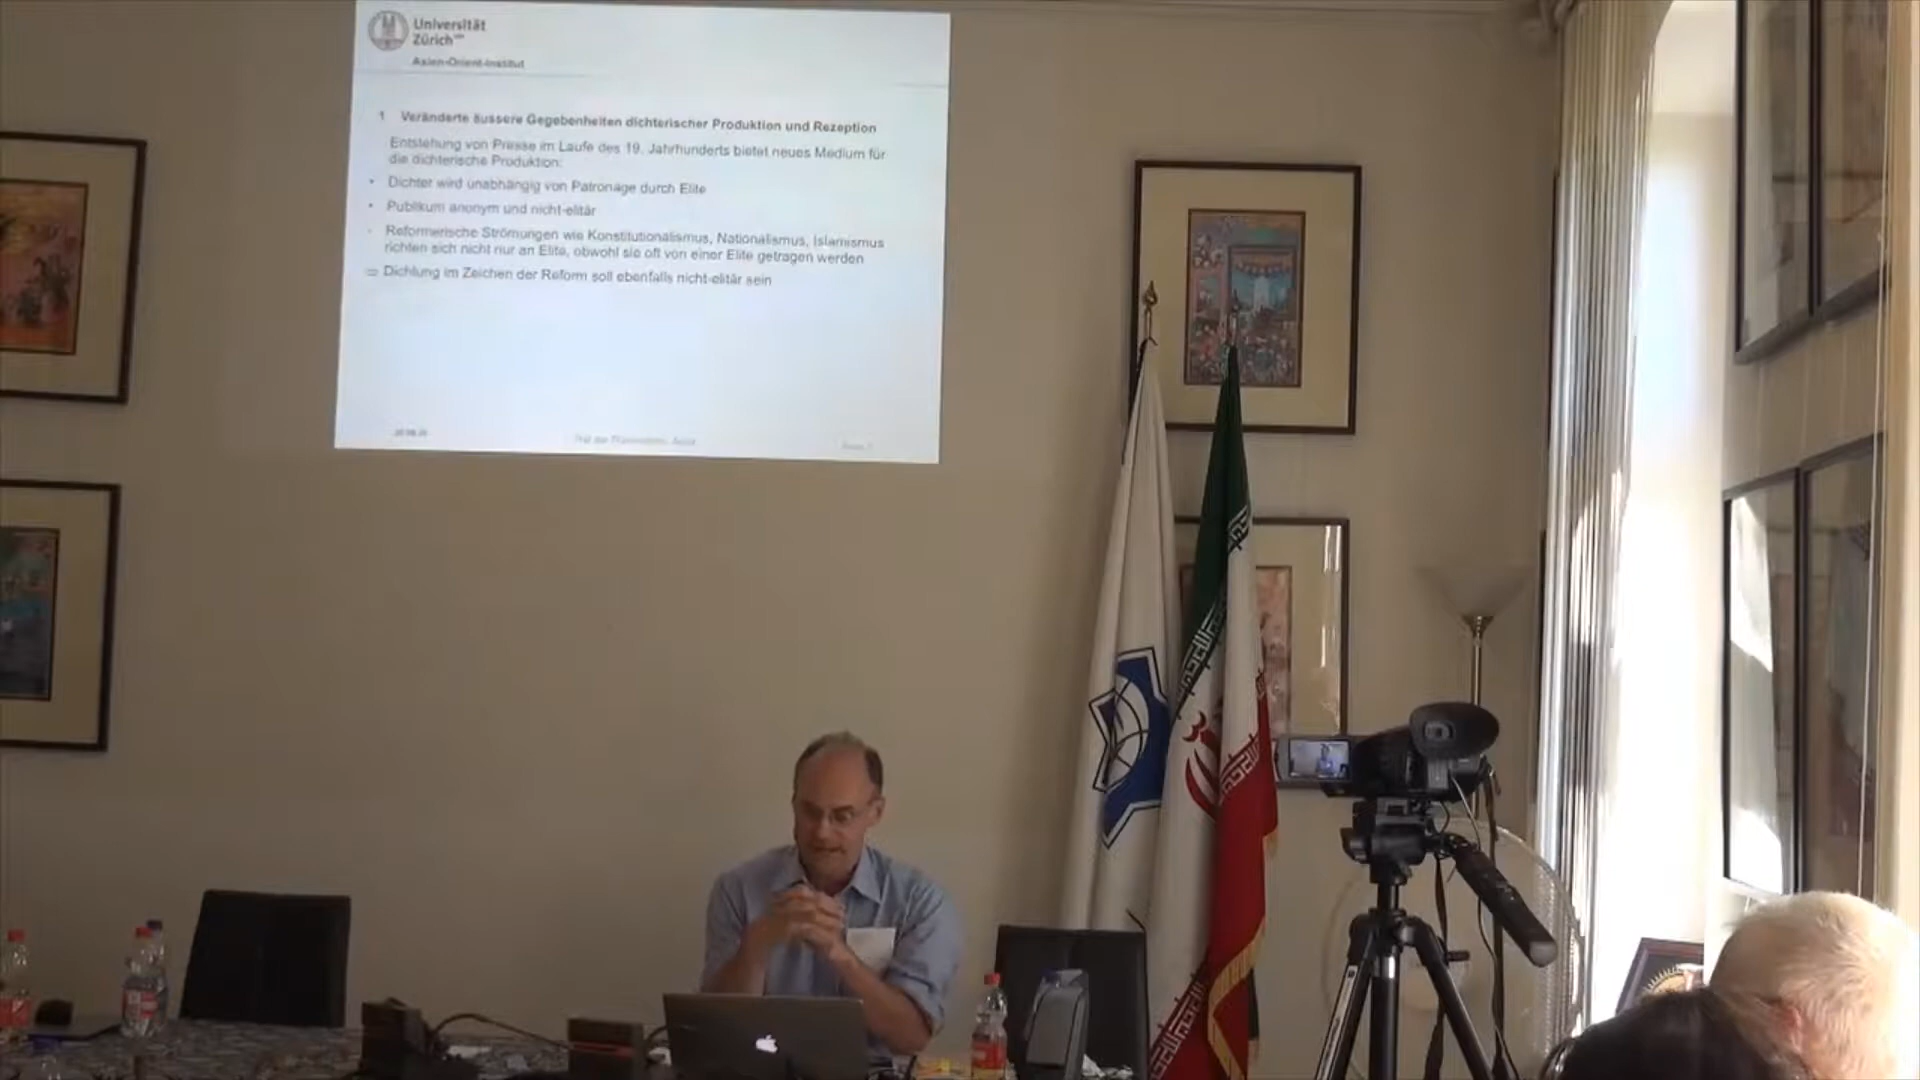 Universität
Zürich
Asien-Orient-Institut
1 Veränderte äussere Gegebenheiten dichterischer Produktion und Rezeption
Entstehung von Presse im Laufe des 19. Jahrhunderts bietet neues Medium für
die dichterische Produktion:
• Dichter wird unabhängig von Patronage durch Elite
• Publikum anonym und nicht-elitär
- Reformerische Strömungen wie Konstitutionalismus, Nationalismus, Islamismus
richten sich nicht nur an Elite, obwohl sie oft von einer Elite getragen werden
⇨ Dichtung im Zeichen der Reform soll ebenfalls nicht-elitär sein